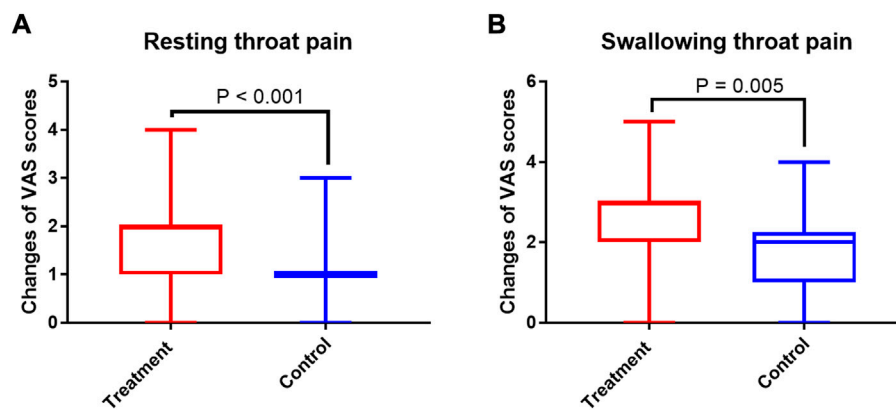 A
Resting throat pain
Changes of VAS scores
5
4
3
2
1
0
P < 0.001
Treatment
Control
B
Swallowing throat pain
Changes of VAS scores
6
4
2
0
P = 0.005
Treatment
Control